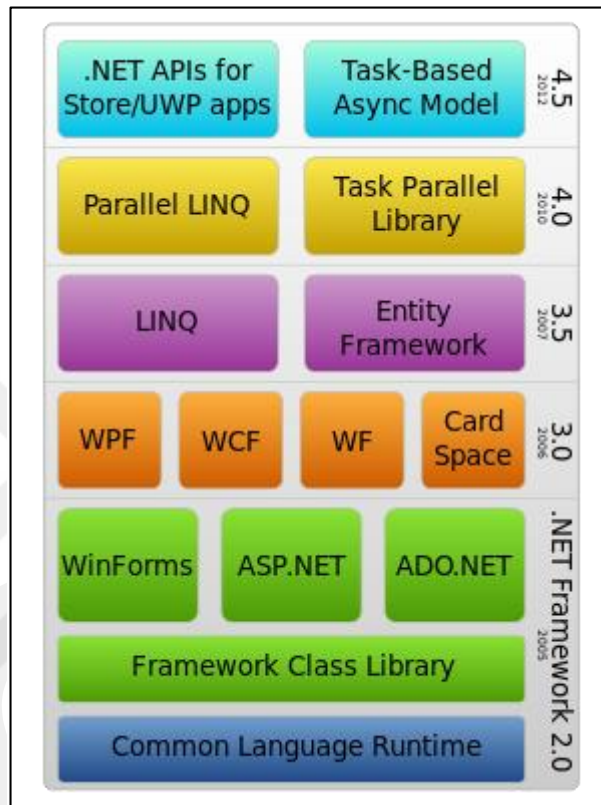 .NET APIs for
Store/UWP apps
Task-Based
Async Model
4.5
2012
Parallel LINQ
Task Parallel
Library
4.0
2010
LINQ
Entity
Framework
3.5
2007
WPF
WCF
WF
Card
Space
3.0
2006
WinForms
ASP.NET
ADO.NET
Framework Class Library
Common Language Runtime
.NET Framework 2.0
2005